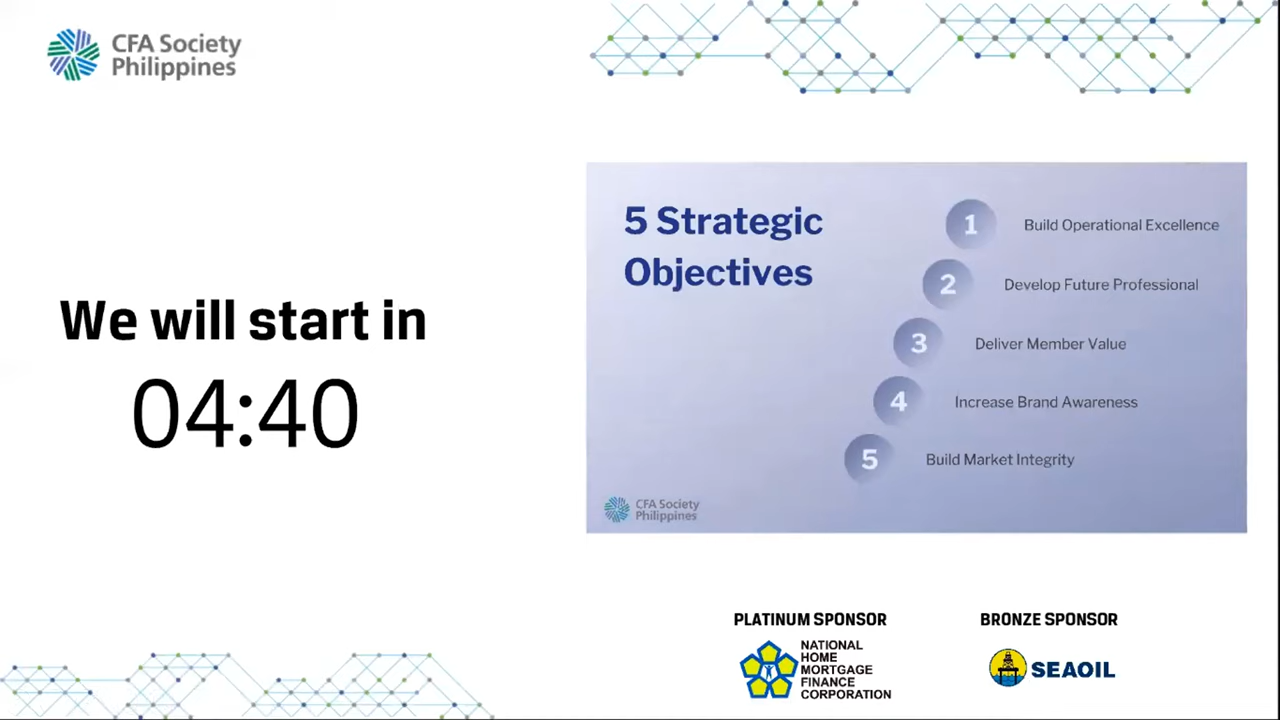 CFA Society
Philippines
We will start in
04:40
5 Strategic
Objectives
1 Build Operational Excellence
2 Develop Future Professional
3 Deliver Member Value
4 Increase Brand Awareness
5 Build Market Integrity
CFA Society
Philippines
PLATINUM SPONSOR
NATIONAL
HOME
MORTGAGE
FINANCE
CORPORATION
BRONZE SPONSOR
SEAOIL